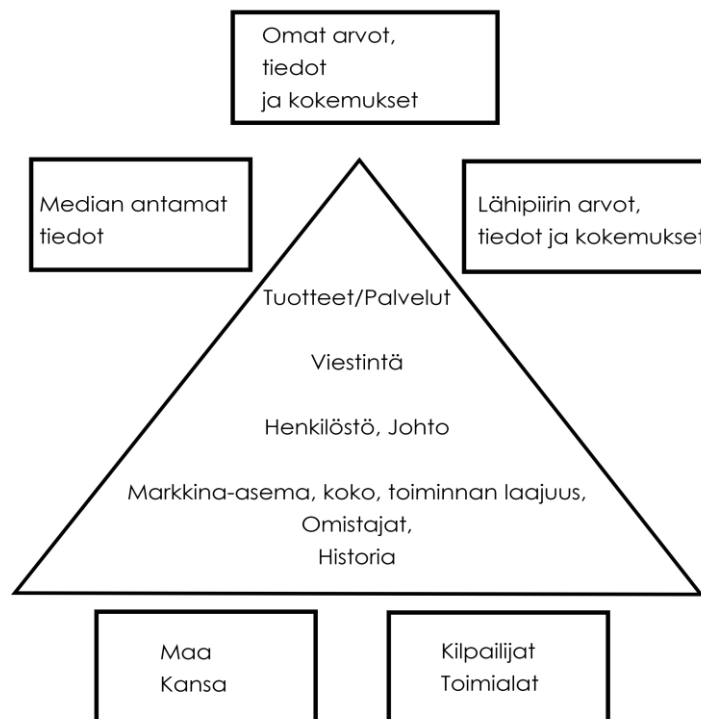 Omat arvot,
tiedot
ja kokemukset
Median antamat
tiedot
Lähipiirin arvot,
tiedot ja kokemukset
Tuotteet/Palvelut
Viestintä
Henkilöstö, Johto
Markkina-asema, koko, toiminnan laajuus,
Omistajat,
Historia
Maa
Kansa
Kilpailijat
Toimialat